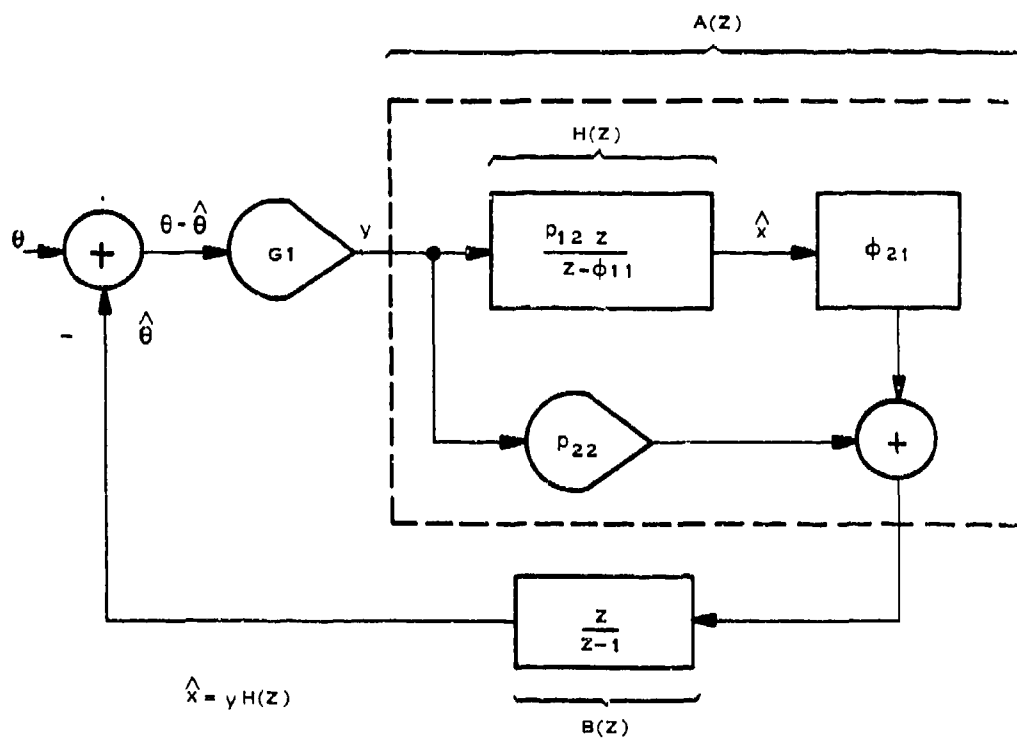 A(Z)
H(Z)
θ
+
θ - θ̂
G1
y
p12 z
z-ϕ11
x̂
ϕ21
-
θ̂
p22
+
z
z-1
x̂ = y H(Z)
B(Z)